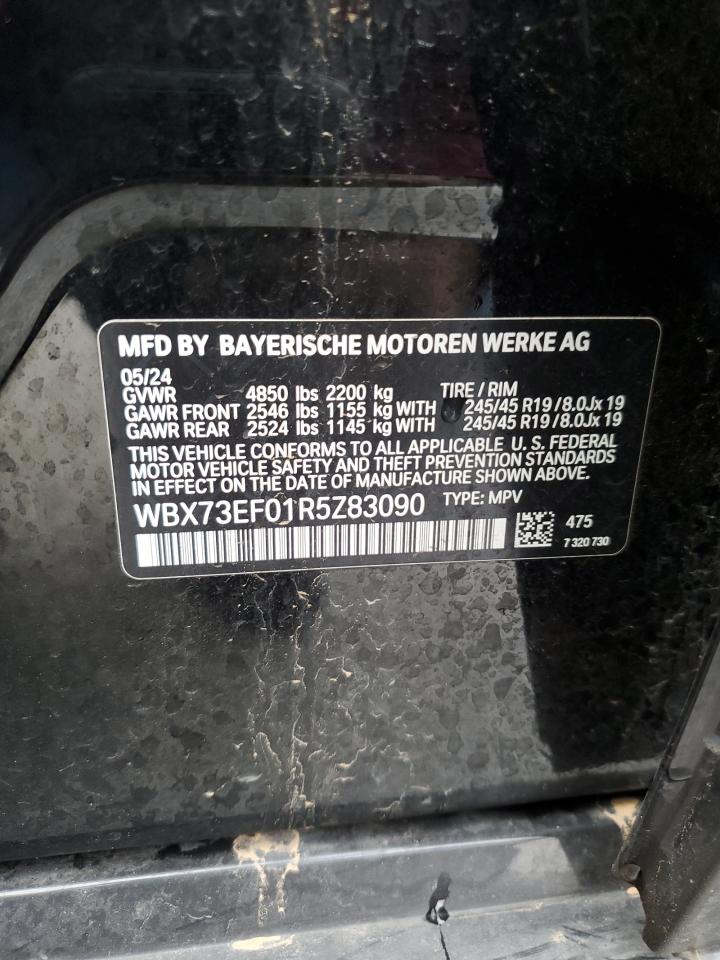 MFD BY BAYERISCHE MOTOREN WERKE AG
05/24
GVWR 4850 lbs 2200 kg TIRE / RIM
GAWR FRONT 2546 lbs 1155 kg WITH 245/45 R19 / 8.0Jx 19
GAWR REAR 2524 lbs 1145 kg WITH 245/45 R19 / 8.0Jx 19
THIS VEHICLE CONFORMS TO ALL APPLICABLE U. S. FEDERAL
MOTOR VEHICLE SAFETY AND THEFT PREVENTION STANDARDS
IN EFFECT ON THE DATE OF MANUFACTURE SHOWN ABOVE.
WBX73EF01R5Z83090 TYPE: MPV
475
7 320 730